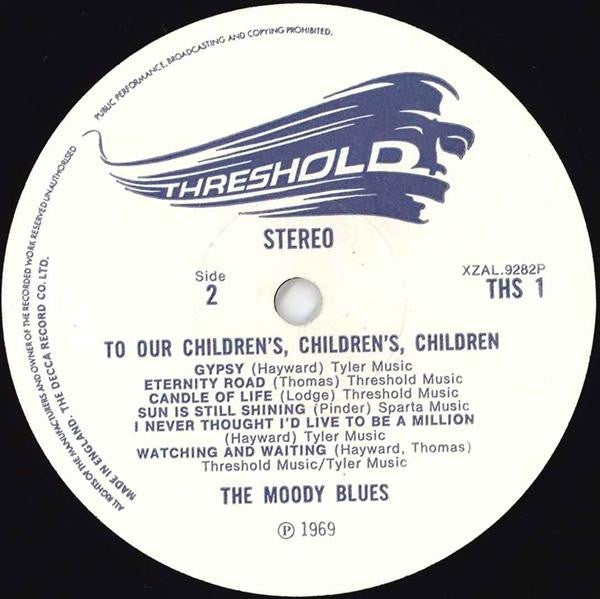 PUBLIC PERFORMANCE, BROADCASTING AND COPYING PROHIBITED.
ALL RIGHTS OF THE MANUFACTURERS AND OWNER OF THE RECORDED WORK RESERVED UNAUTHORISED
MADE IN ENGLAND. THE DECCA RECORD CO. LTD.
THRESHOLD
STEREO
Side
2
XZAL.9282P
THS 1
TO OUR CHILDREN'S, CHILDREN'S, CHILDREN
GYPSY (Hayward) Tyler Music
ETERNITY ROAD (Thomas) Threshold Music
CANDLE OF LIFE (Lodge) Threshold Music
SUN IS STILL SHINING (Pinder) Sparta Music
I NEVER THOUGHT I'D LIVE TO BE A MILLION
(Hayward) Tyler Music
WATCHING AND WAITING (Hayward, Thomas)
Threshold Music/Tyler Music
THE MOODY BLUES
Ⓟ 1969